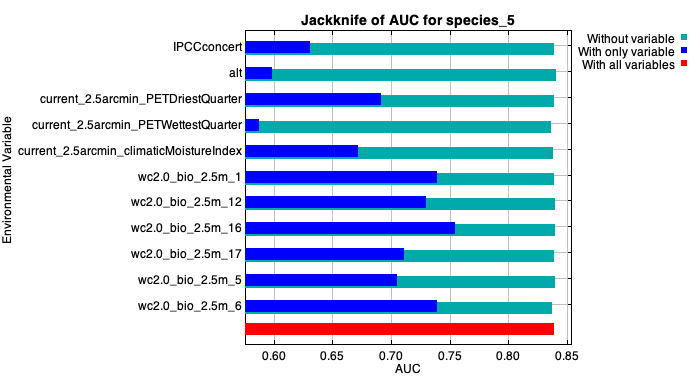 Jackknife of AUC for species_5
Without variable
With only variable
With all variables
Environmental Variable
IPCCconcert
alt
current_2.5arcmin_PETDriestQuarter
current_2.5arcmin_PETWettestQuarter
current_2.5arcmin_climaticMoistureIndex
wc2.0_bio_2.5m_1
wc2.0_bio_2.5m_12
wc2.0_bio_2.5m_16
wc2.0_bio_2.5m_17
wc2.0_bio_2.5m_5
wc2.0_bio_2.5m_6
0.60 0.65 0.70 0.75 0.80 0.85
AUC